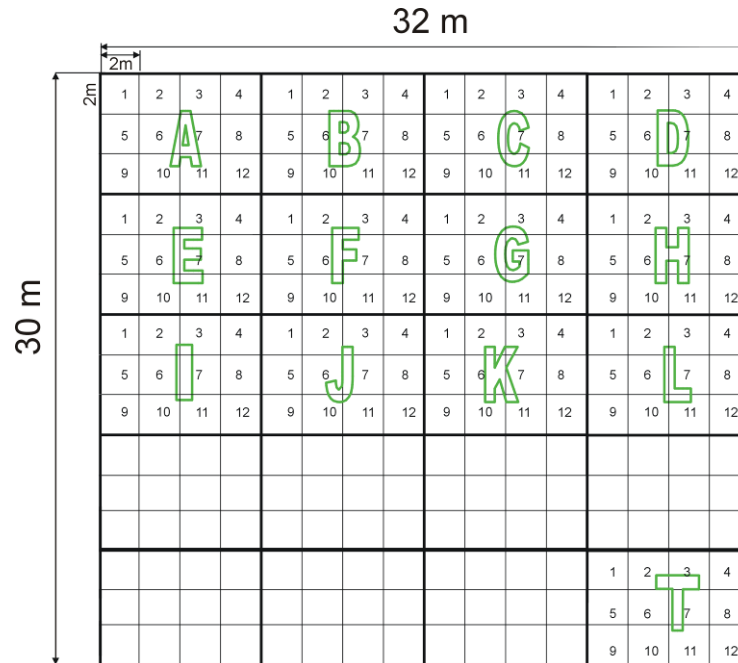 32 m
2m
2m
30 m
1 2 3 4 1 2 3 4 1 2 3 4 1 2 3 4
5 6 7 8 5 6 7 8 5 6 7 8 5 6 7 8
A B C D
9 10 11 12 9 10 11 12 9 10 11 12 9 10 11 12
1 2 3 4 1 2 3 4 1 2 3 4 1 2 3 4
5 6 7 8 5 6 7 8 5 6 7 8 5 6 7 8
E F G H
9 10 11 12 9 10 11 12 9 10 11 12 9 10 11 12
1 2 3 4 1 2 3 4 1 2 3 4 1 2 3 4
5 6 7 8 5 6 7 8 5 6 7 8 5 6 7 8
I J K L
9 10 11 12 9 10 11 12 9 10 11 12 9 10 11 12
1 2 3 4
5 6 7 8
T
9 10 11 12